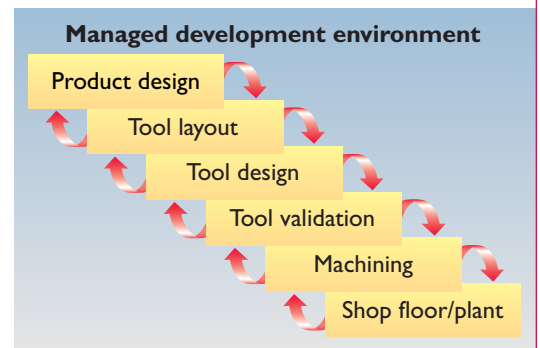 Managed development environment
Product design
Tool layout
Tool design
Tool validation
Machining
Shop floor/plant